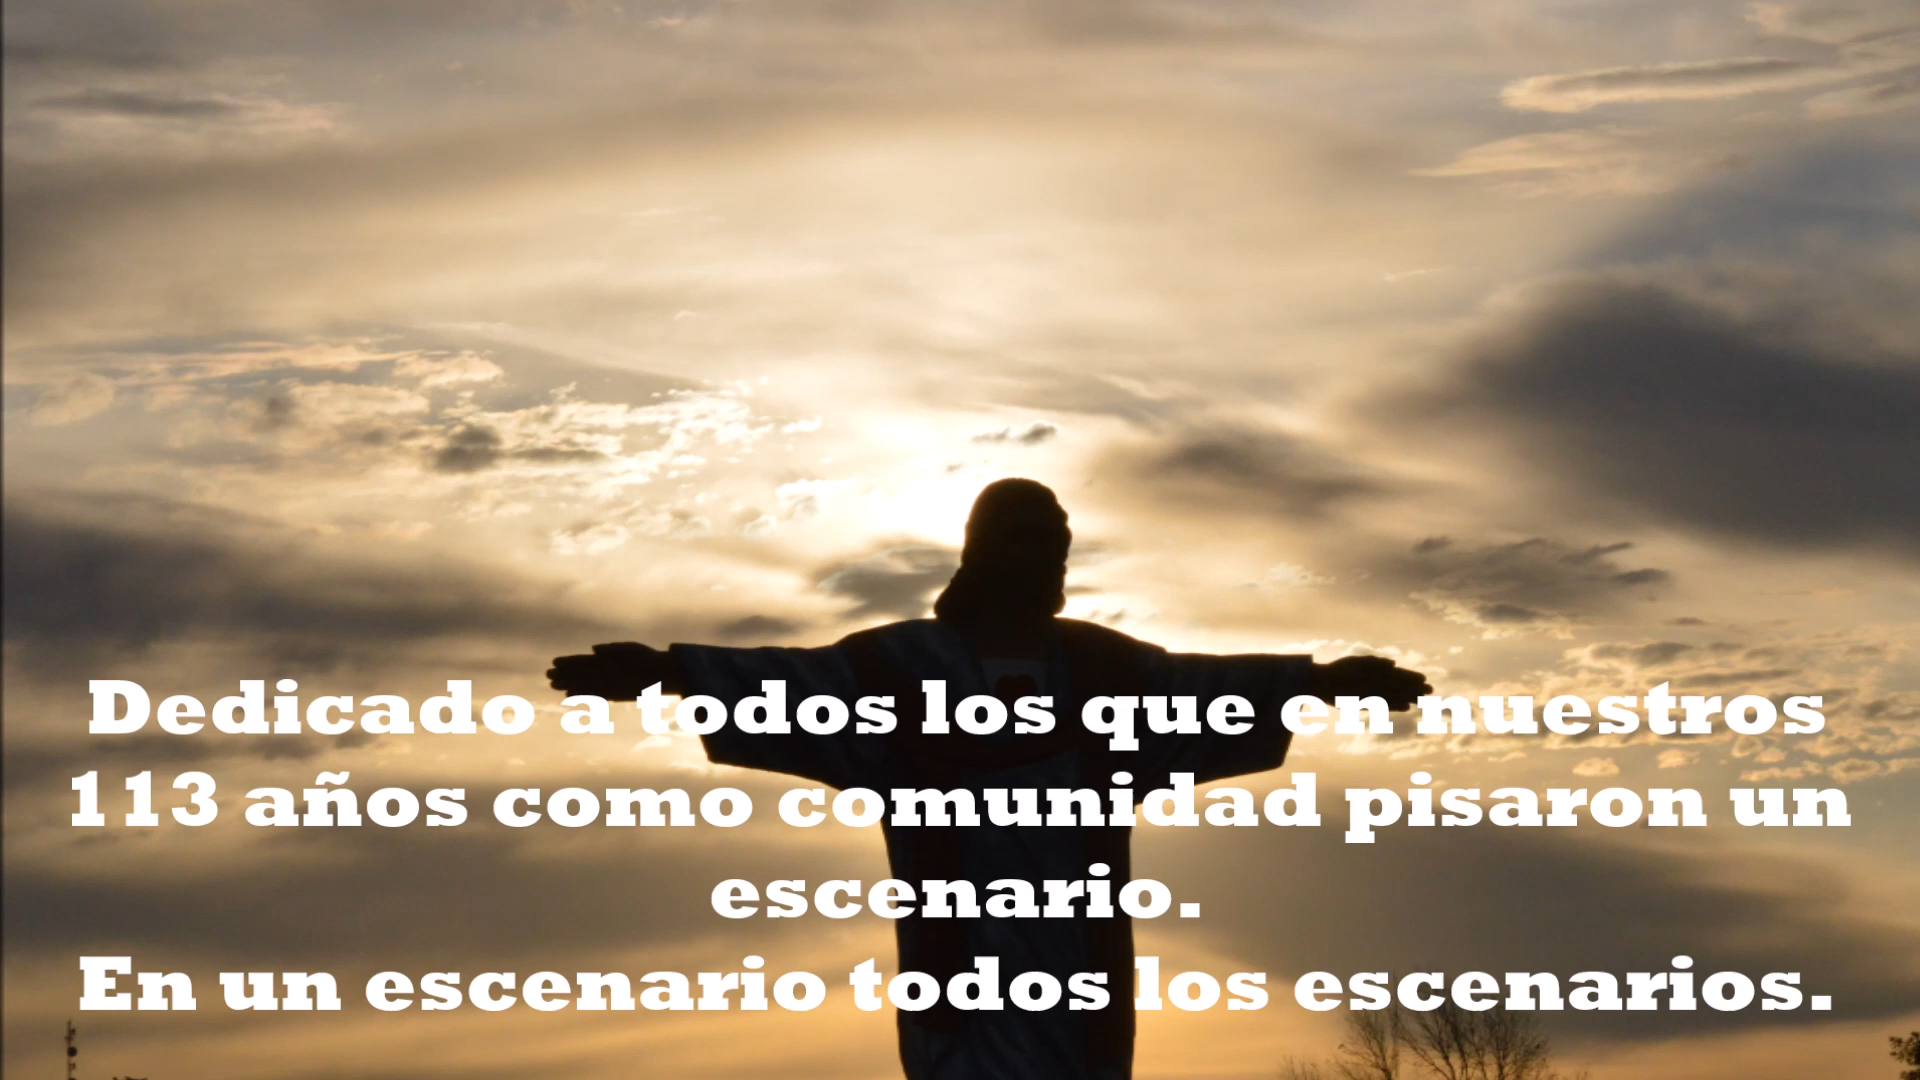 Dedicado a todos los que en nuestros
113 años como comunidad pisaron un
escenario.
En un escenario todos los escenarios.